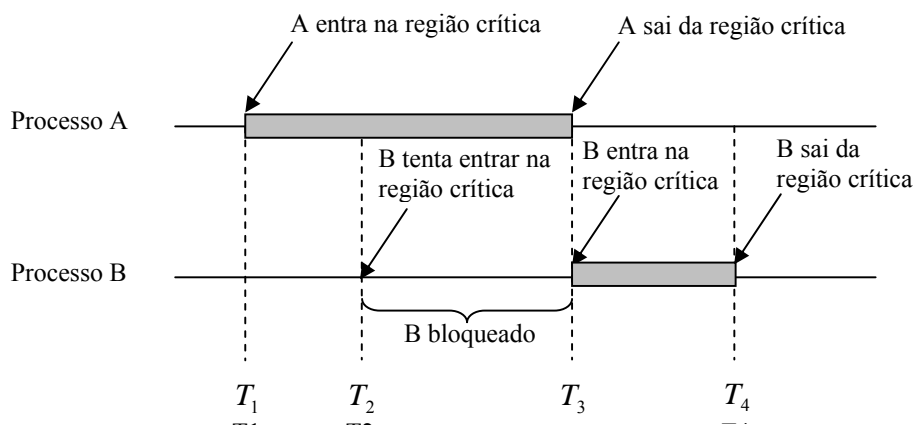 A entra na região crítica
A sai da região crítica
Processo A
B tenta entrar na
região crítica
B entra na
região crítica
B sai da
região crítica
Processo B
B bloqueado
T1 T2 T3 T4